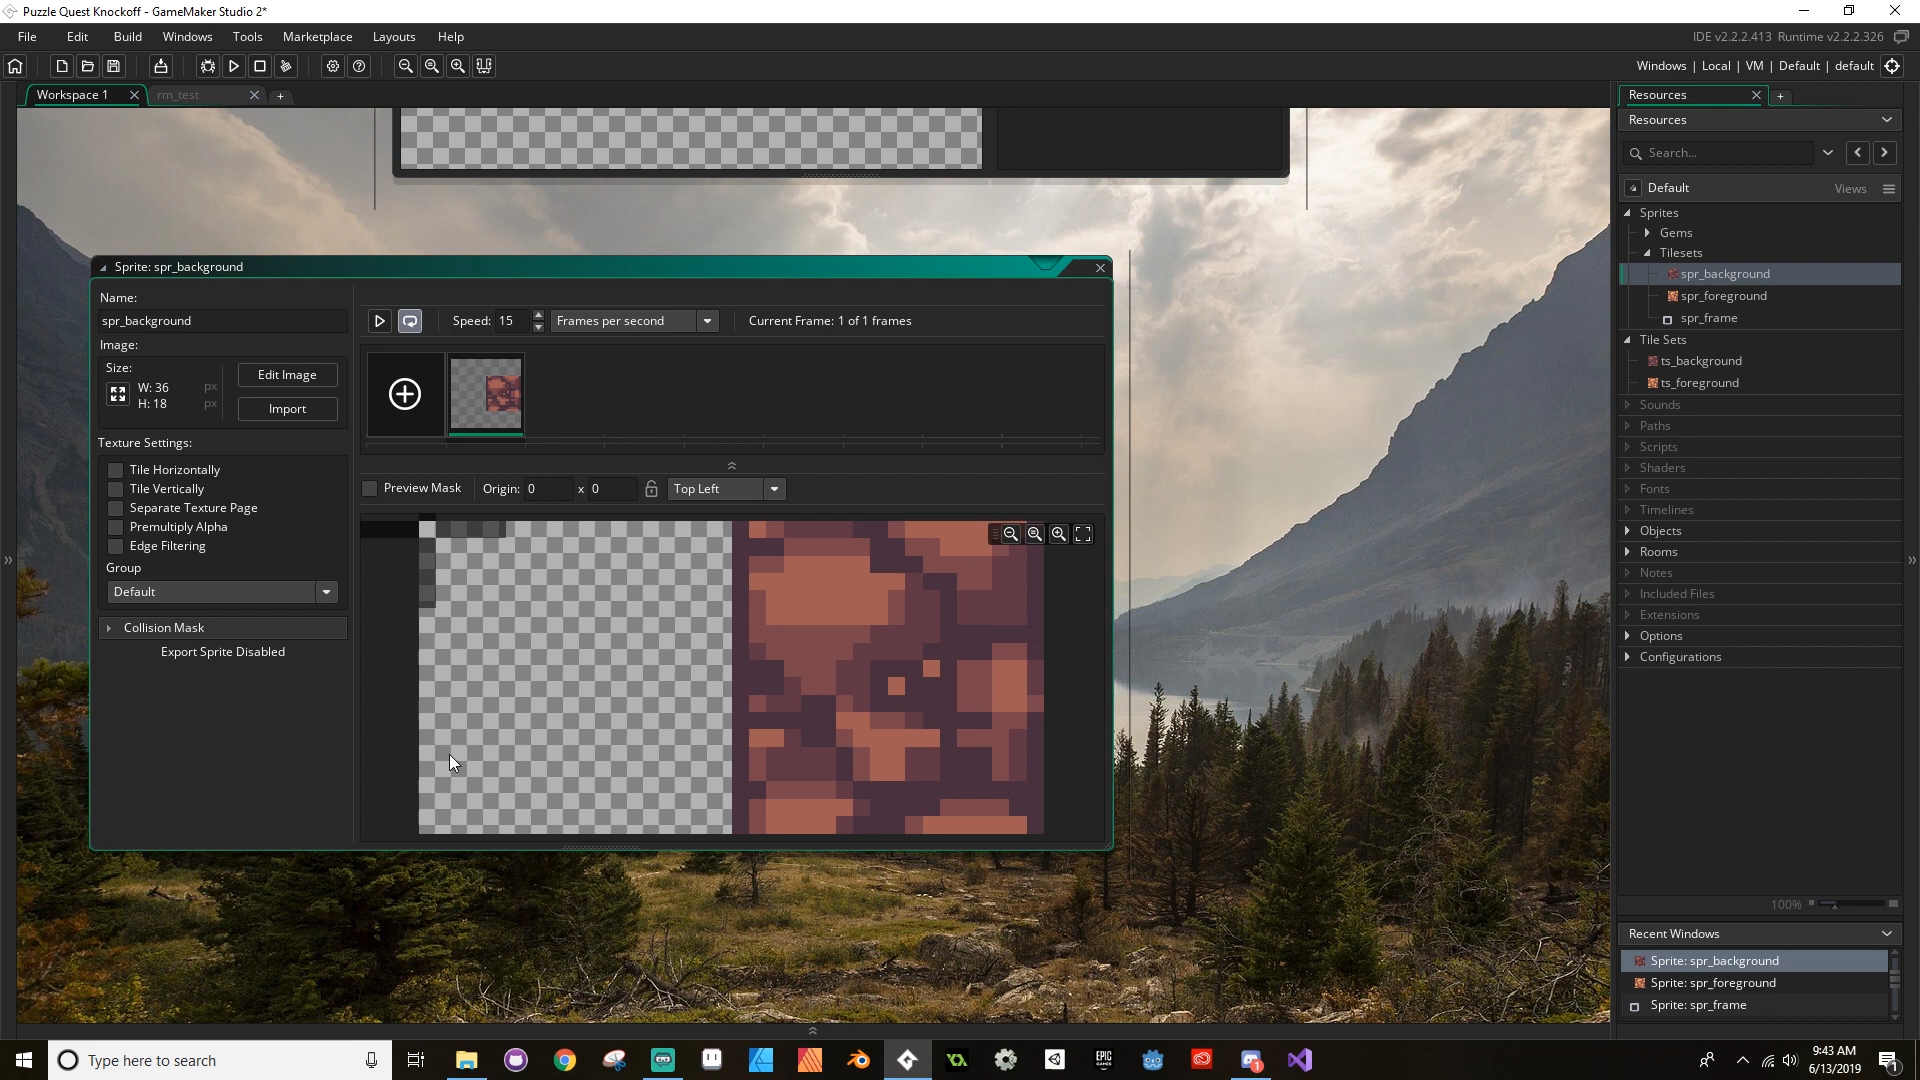 Puzzle Quest Knockoff - GameMaker Studio 2*
File Edit Build Windows Tools Marketplace Layouts Help
IDE v2.2.2.413 Runtime v2.2.2.326
Windows | Local | VM | Default | default
Workspace 1
rm_test
Resources
Resources
Search...
Default
Views
Sprites
Gems
Tilesets
spr_background
spr_foreground
spr_frame
Tile Sets
ts_background
ts_foreground
Sounds
Paths
Scripts
Shaders
Fonts
Timelines
Objects
Rooms
Notes
Included Files
Extensions
Options
Configurations
100%
Recent Windows
Sprite: spr_background
Sprite: spr_foreground
Sprite: spr_frame
Sprite: spr_background
Name:
spr_background
Image:
Size:
W: 36 px
H: 18 px
Edit Image
Import
Texture Settings:
Tile Horizontally
Tile Vertically
Separate Texture Page
Premultiply Alpha
Edge Filtering
Group
Default
Collision Mask
Export Sprite Disabled
Speed: 15 Frames per second
Current Frame: 1 of 1 frames
Preview Mask
Origin: 0 x 0
Top Left
Type here to search
EPIC GAMES
1
9:43 AM
6/13/2019
1